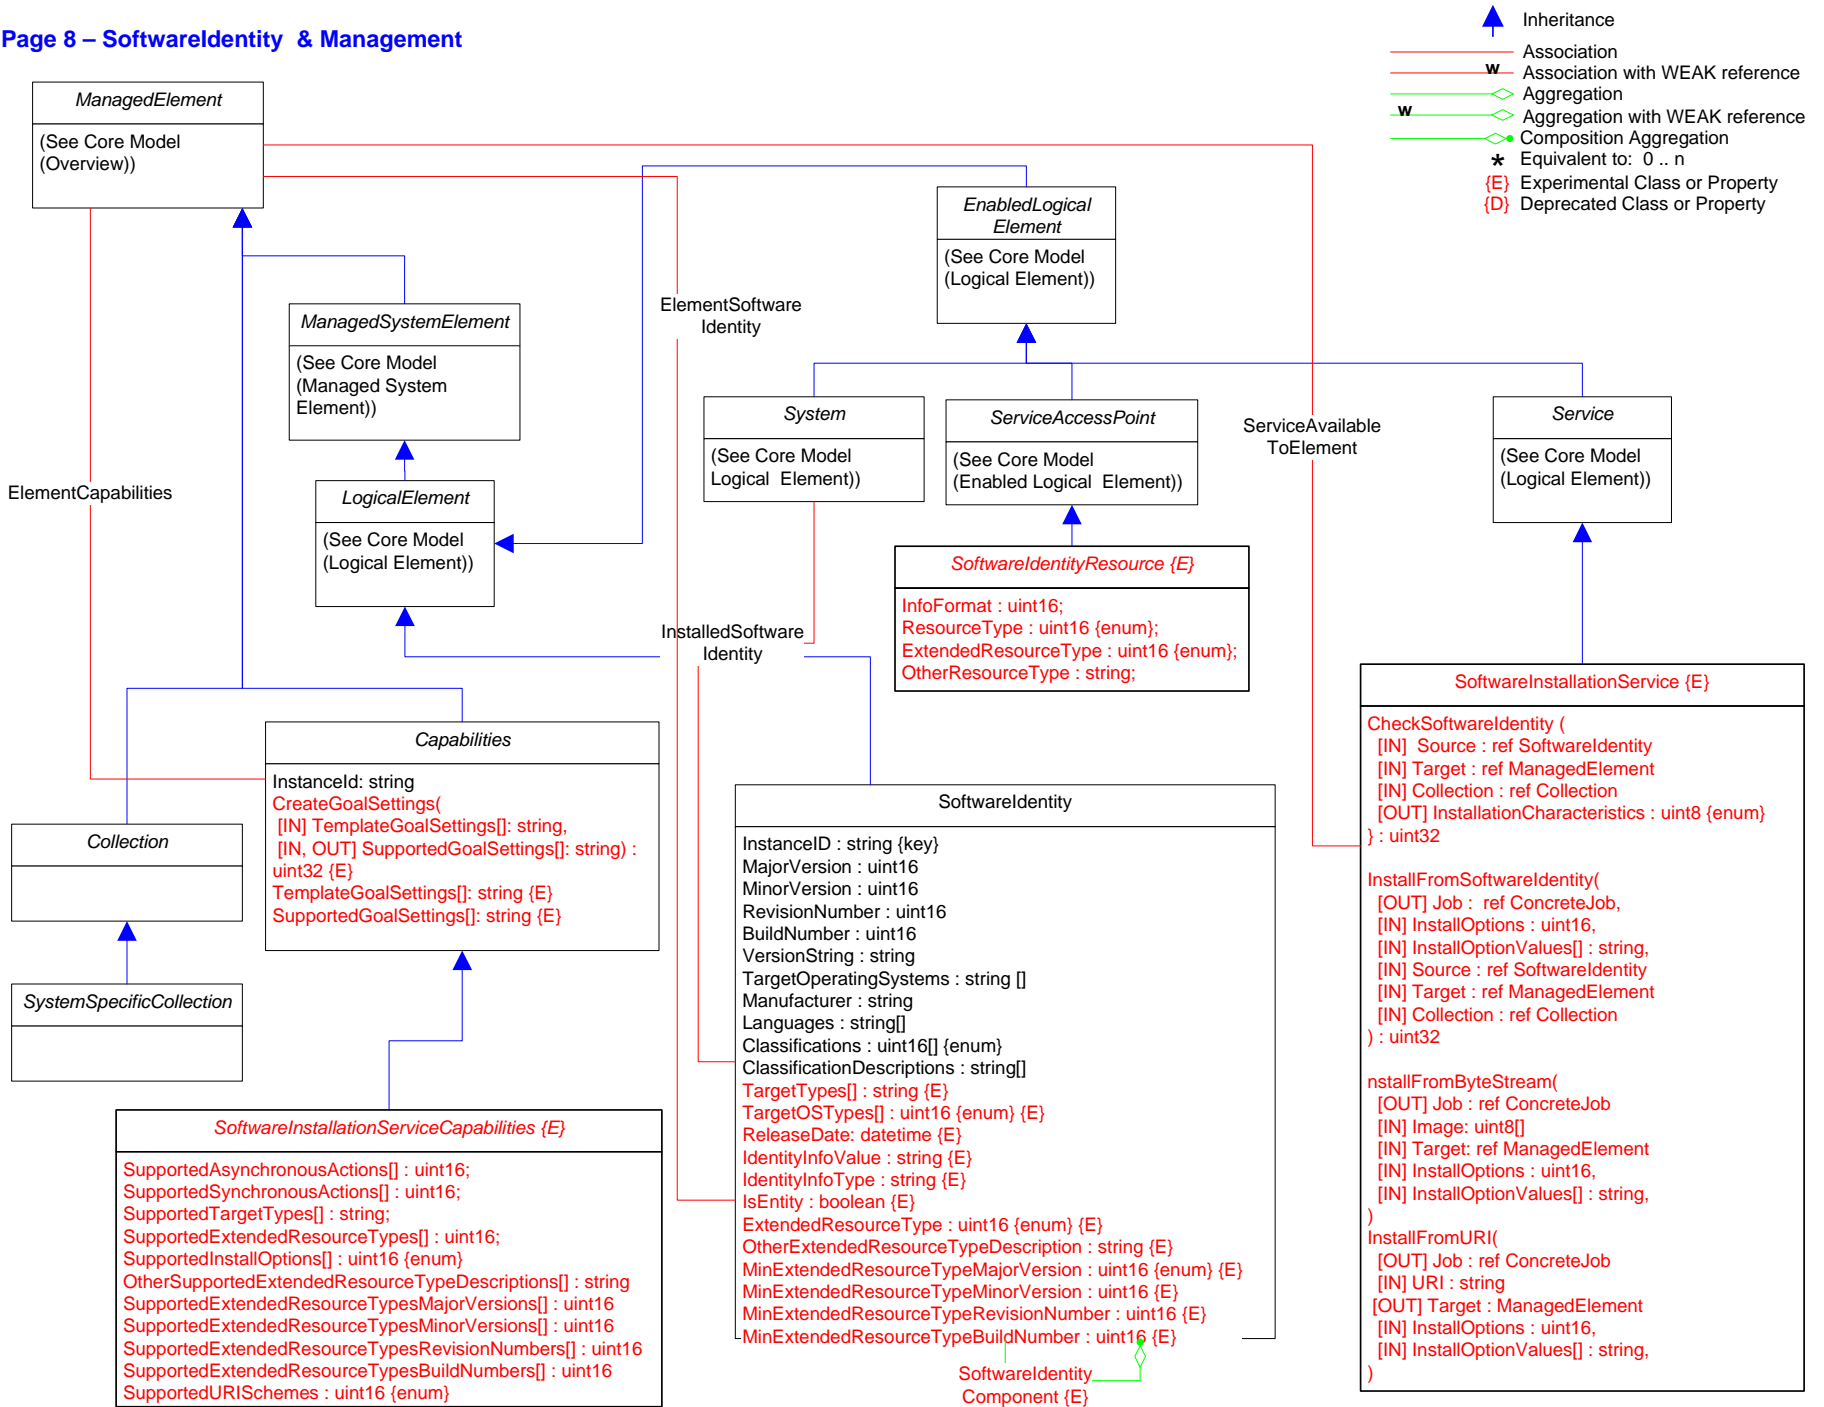 Page 8 – SoftwareIdentity & Management
Inheritance
Association
w
Association with WEAK reference
Aggregation
w
Aggregation with WEAK reference
Composition Aggregation
* Equivalent to: 0 .. n
{E} Experimental Class or Property
{D} Deprecated Class or Property
ManagedElement
(See Core Model
(Overview))
EnabledLogical
Element
(See Core Model
(Logical Element))
ManagedSystemElement
(See Core Model
(Managed System
Element))
ElementSoftware
Identity
System
(See Core Model
Logical Element))
ServiceAccessPoint
(See Core Model
(Enabled Logical Element))
ServiceAvailable
ToElement
Service
(See Core Model
(Logical Element))
ElementCapabilities
LogicalElement
(See Core Model
(Logical Element))
SoftwareIdentityResource {E}
InfoFormat : uint16;
ResourceType : uint16 {enum};
ExtendedResourceType : uint16 {enum};
OtherResourceType : string;
InstalledSoftware
Identity
Capabilities
InstanceId: string
CreateGoalSettings(
[IN] TemplateGoalSettings[]: string,
[IN, OUT] SupportedGoalSettings[]: string) :
uint32 {E}
TemplateGoalSettings[]: string {E}
SupportedGoalSettings[]: string {E}
Collection
SystemSpecificCollection
SoftwareInstallationServiceCapabilities {E}
SupportedAsynchronousActions[] : uint16;
SupportedSynchronousActions[] : uint16;
SupportedTargetTypes[] : string;
SupportedExtendedResourceTypes[] : uint16;
SupportedInstallOptions[] : uint16 {enum}
OtherSupportedExtendedResourceTypeDescriptions[] : string
SupportedExtendedResourceTypesMajorVersions[] : uint16
SupportedExtendedResourceTypesMinorVersions[] : uint16
SupportedExtendedResourceTypesRevisionNumbers[] : uint16
SupportedExtendedResourceTypesBuildNumbers[] : uint16
SupportedURISchemes : uint16 {enum}
SoftwareIdentity
InstanceID : string {key}
MajorVersion : uint16
MinorVersion : uint16
RevisionNumber : uint16
BuildNumber : uint16
VersionString : string
TargetOperatingSystems : string []
Manufacturer : string
Languages : string[]
Classifications : uint16[] {enum}
ClassificationDescriptions : string[]
TargetTypes[] : string {E}
TargetOSTypes[] : uint16 {enum} {E}
ReleaseDate: datetime {E}
IdentityInfoValue : string {E}
IdentityInfoType : string {E}
IsEntity : boolean {E}
ExtendedResourceType : uint16 {enum} {E}
OtherExtendedResourceTypeDescription : string {E}
MinExtendedResourceTypeMajorVersion : uint16 {enum} {E}
MinExtendedResourceTypeMinorVersion : uint16 {E}
MinExtendedResourceTypeRevisionNumber : uint16 {E}
MinExtendedResourceTypeBuildNumber : uint16 {E}
SoftwareIdentity
Component {E}
SoftwareInstallationService {E}
CheckSoftwareIdentity (
[IN] Source : ref SoftwareIdentity
[IN] Target : ref ManagedElement
[IN] Collection : ref Collection
[OUT] InstallationCharacteristics : uint8 {enum}
} : uint32
InstallFromSoftwareIdentity(
[OUT] Job : ref ConcreteJob,
[IN] InstallOptions : uint16,
[IN] InstallOptionValues[] : string,
[IN] Source : ref SoftwareIdentity
[IN] Target : ref ManagedElement
[IN] Collection : ref Collection
) : uint32
nstallFromByteStream(
[OUT] Job : ref ConcreteJob
[IN] Image: uint8[]
[IN] Target: ref ManagedElement
[IN] InstallOptions : uint16,
[IN] InstallOptionValues[] : string,
)
InstallFromURI(
[OUT] Job : ref ConcreteJob
[IN] URI : string
[OUT] Target : ManagedElement
[IN] InstallOptions : uint16,
[IN] InstallOptionValues[] : string,
)